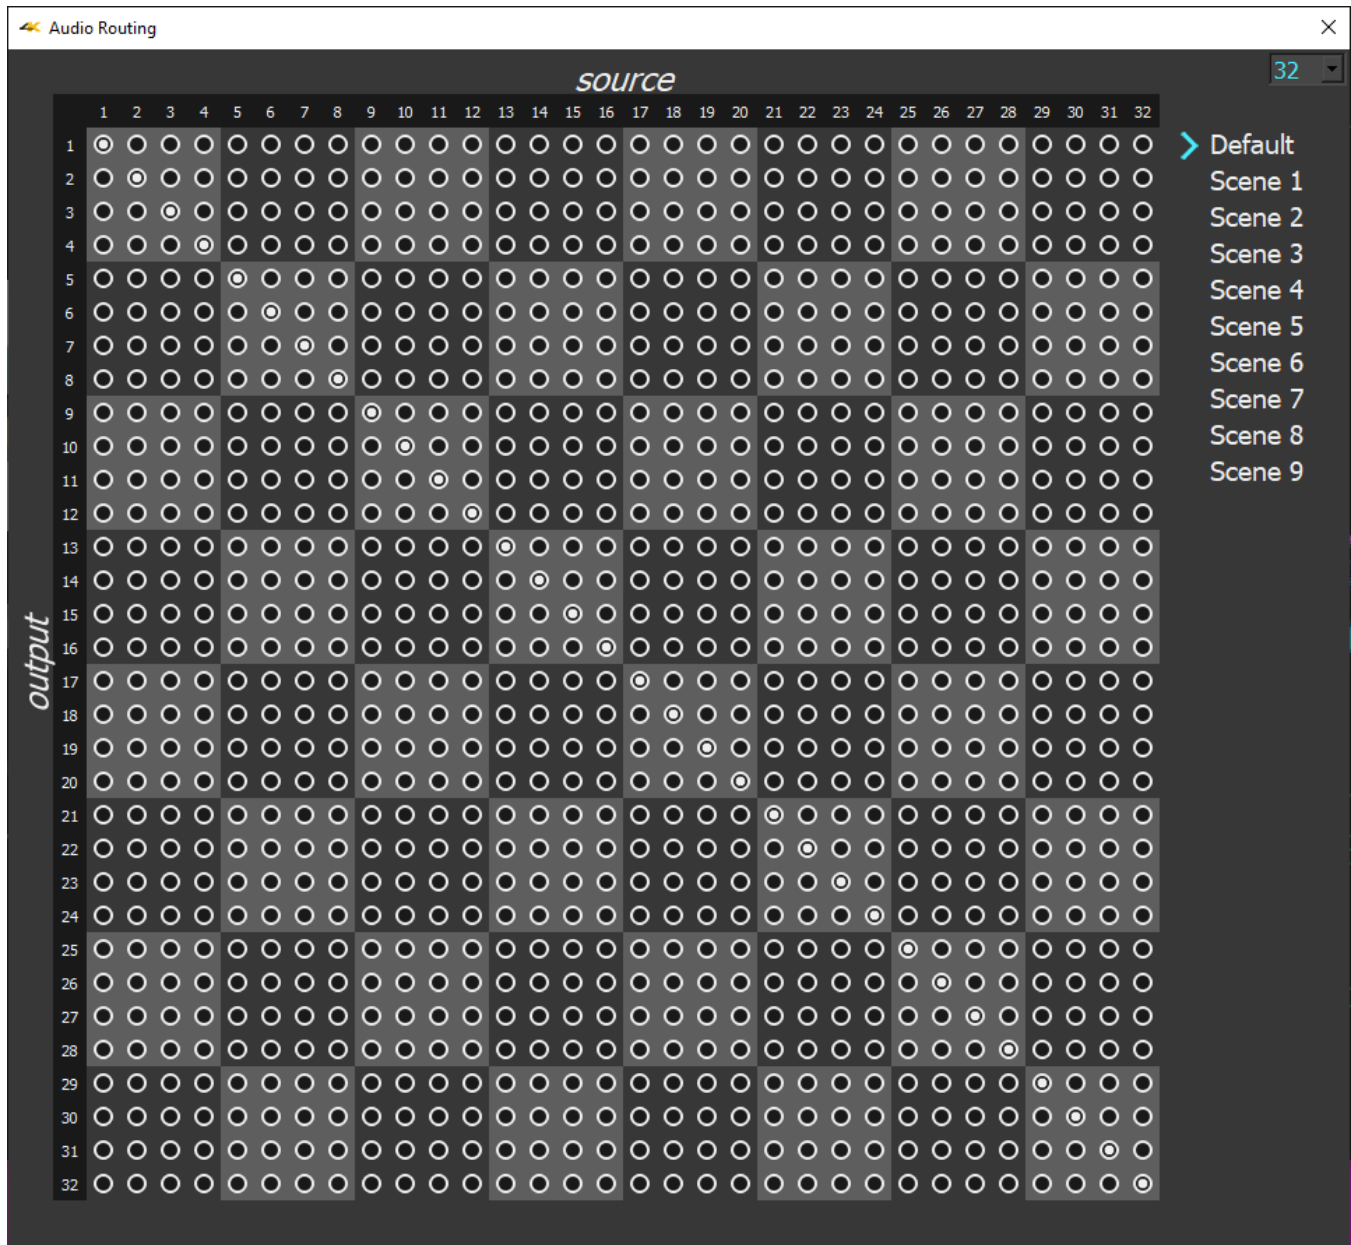 4K Audio Routing
32
source
1 2 3 4 5 6 7 8 9 10 11 12 13 14 15 16 17 18 19 20 21 22 23 24 25 26 27 28 29 30 31 32
output
1
2
3
4
5
6
7
8
9
10
11
12
13
14
15
16
17
18
19
20
21
22
23
24
25
26
27
28
29
30
31
32
Default
Scene 1
Scene 2
Scene 3
Scene 4
Scene 5
Scene 6
Scene 7
Scene 8
Scene 9